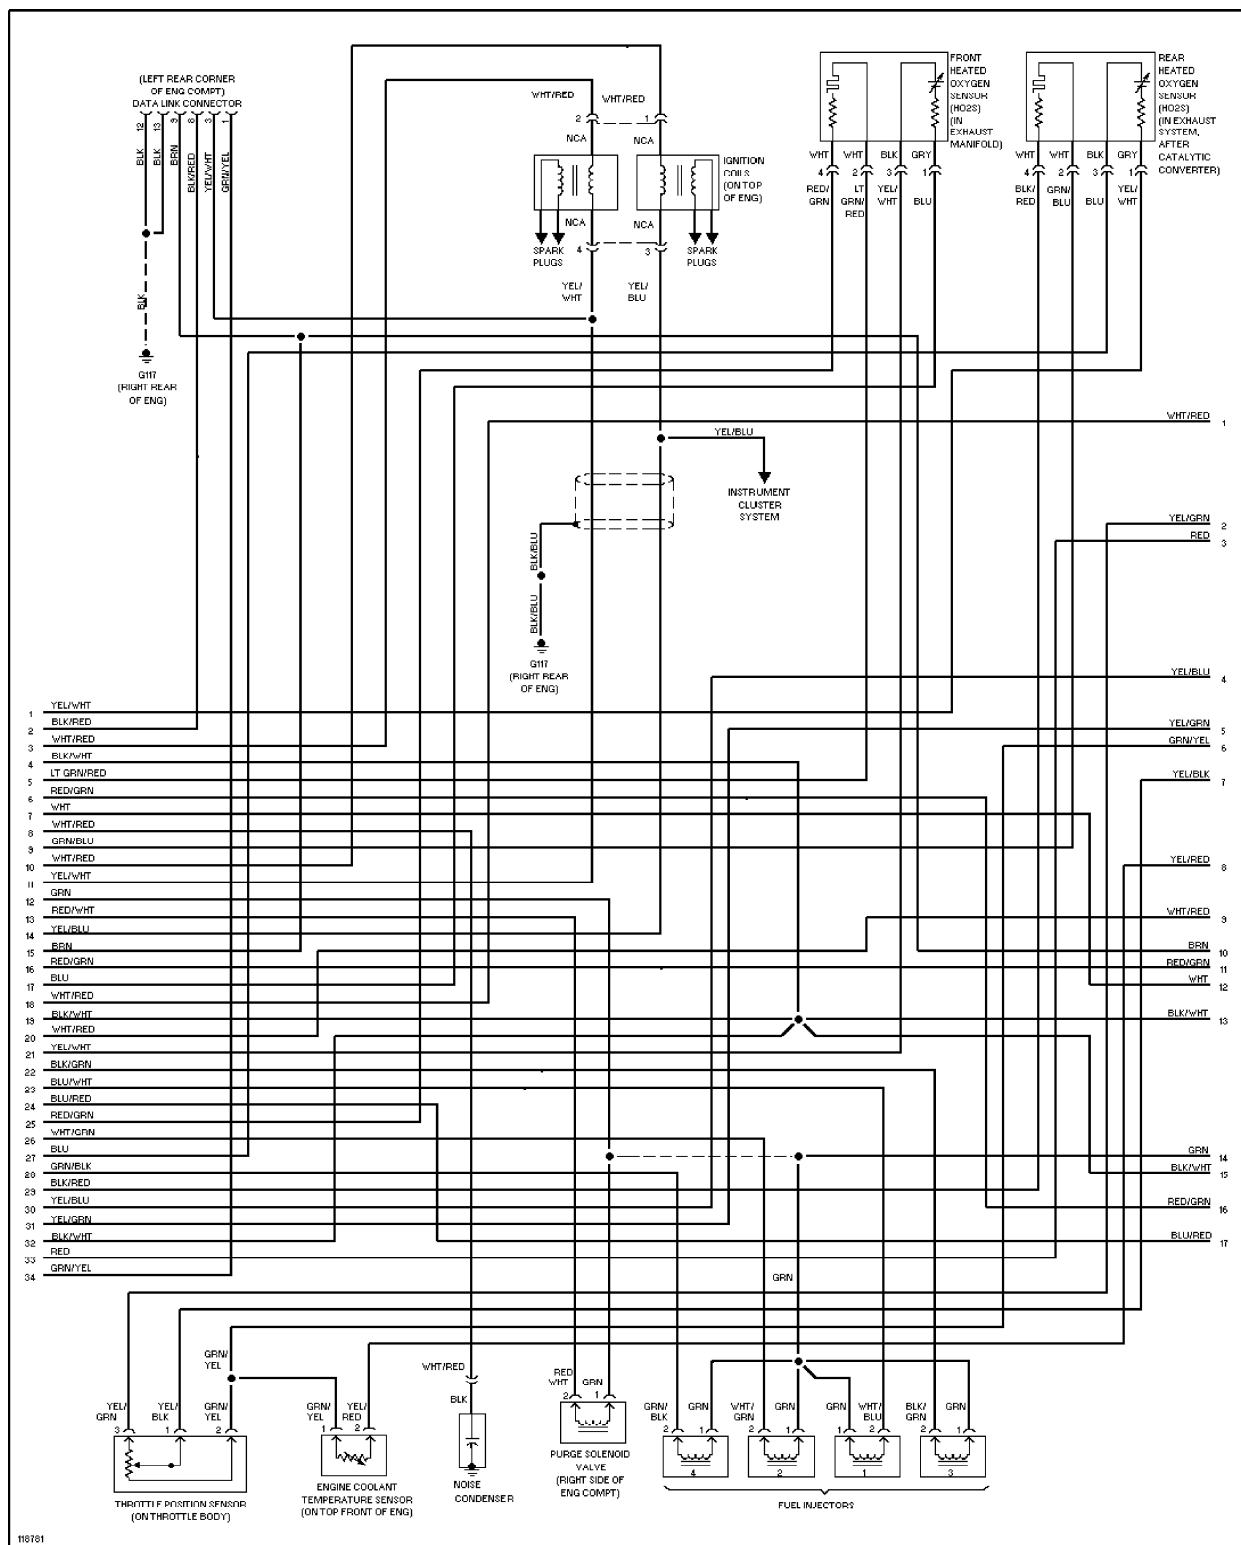 (LEFT REAR CORNER
OF ENG COMPT)
DATA LINK CONNECTOR
12
13
9
8
3
1
BLK
BLK
BRN
BLK/RED
YEL/WHT
GRN/YEL
BLK
G117
(RIGHT REAR
OF ENG)
WHT/RED
WHT/RED
2
1
NCA
NCA
IGNITION
COILS
(ON TOP
OF ENG)
NCA
NCA
SPARK
PLUGS
4
3
SPARK
PLUGS
YEL/
WHT
YEL/
BLU
FRONT
HEATED
OXYGEN
SENSOR
(HO2S)
(IN
EXHAUST
MANIFOLD)
WHT
WHT
BLK
GRY
4
2
3
1
RED/
GRN
LT
GRN/
RED
YEL/
WHT
BLU
REAR
HEATED
OXYGEN
SENSOR
(HO2S)
(IN EXHAUST
SYSTEM,
AFTER
CATALYTIC
CONVERTER)
WHT
WHT
BLK
GRY
4
2
3
1
BLK/
RED
GRN/
BLU
BLU
YEL/
WHT
YEL/BLU
INSTRUMENT
CLUSTER
SYSTEM
BLK/BLU
BLK/BLU
G117
(RIGHT REAR
OF ENG)
WHT/RED 1
YEL/GRN 2
RED 3
YEL/BLU 4
YEL/GRN 5
GRN/YEL 6
YEL/BLK 7
YEL/RED 8
WHT/RED 9
BRN 10
RED/GRN 11
WHT 12
BLK/WHT 13
GRN 14
BLK/WHT 15
RED/GRN 16
BLU/RED 17
1 YEL/WHT
2 BLK/RED
3 WHT/RED
4 BLK/WHT
5 LT GRN/RED
6 RED/GRN
7 WHT
8 WHT/RED
9 GRN/BLU
10 WHT/RED
11 YEL/WHT
12 GRN
13 RED/WHT
14 YEL/BLU
15 BRN
16 RED/GRN
17 BLU
18 WHT/RED
19 BLK/WHT
20 WHT/RED
21 YEL/WHT
22 BLK/GRN
23 BLU/WHT
24 BLU/RED
25 RED/GRN
26 WHT/GRN
27 BLU
28 GRN/BLK
29 BLK/RED
30 YEL/BLU
31 YEL/GRN
32 BLK/WHT
33 RED
34 GRN/YEL
GRN
GRN/
YEL
YEL/
GRN
YEL/
BLK
GRN/
YEL
3
1
2
THROTTLE POSITION SENSOR
(ON THROTTLE BODY)
GRN/
YEL
YEL/
RED
1
2
ENGINE COOLANT
TEMPERATURE SENSOR
(ON TOP FRONT OF ENG)
WHT/RED
BLK
NOISE
CONDENSER
RED
WHT
GRN
2
1
PURGE SOLENOID
VALVE
(RIGHT SIDE OF
ENG COMPT)
GRN/
BLK
GRN
WHT/
GRN
GRN
GRN
WHT/
BLU
BLK/
GRN
GRN
2
1
2
1
1
2
2
1
4
2
1
3
FUEL INJECTORS
118781